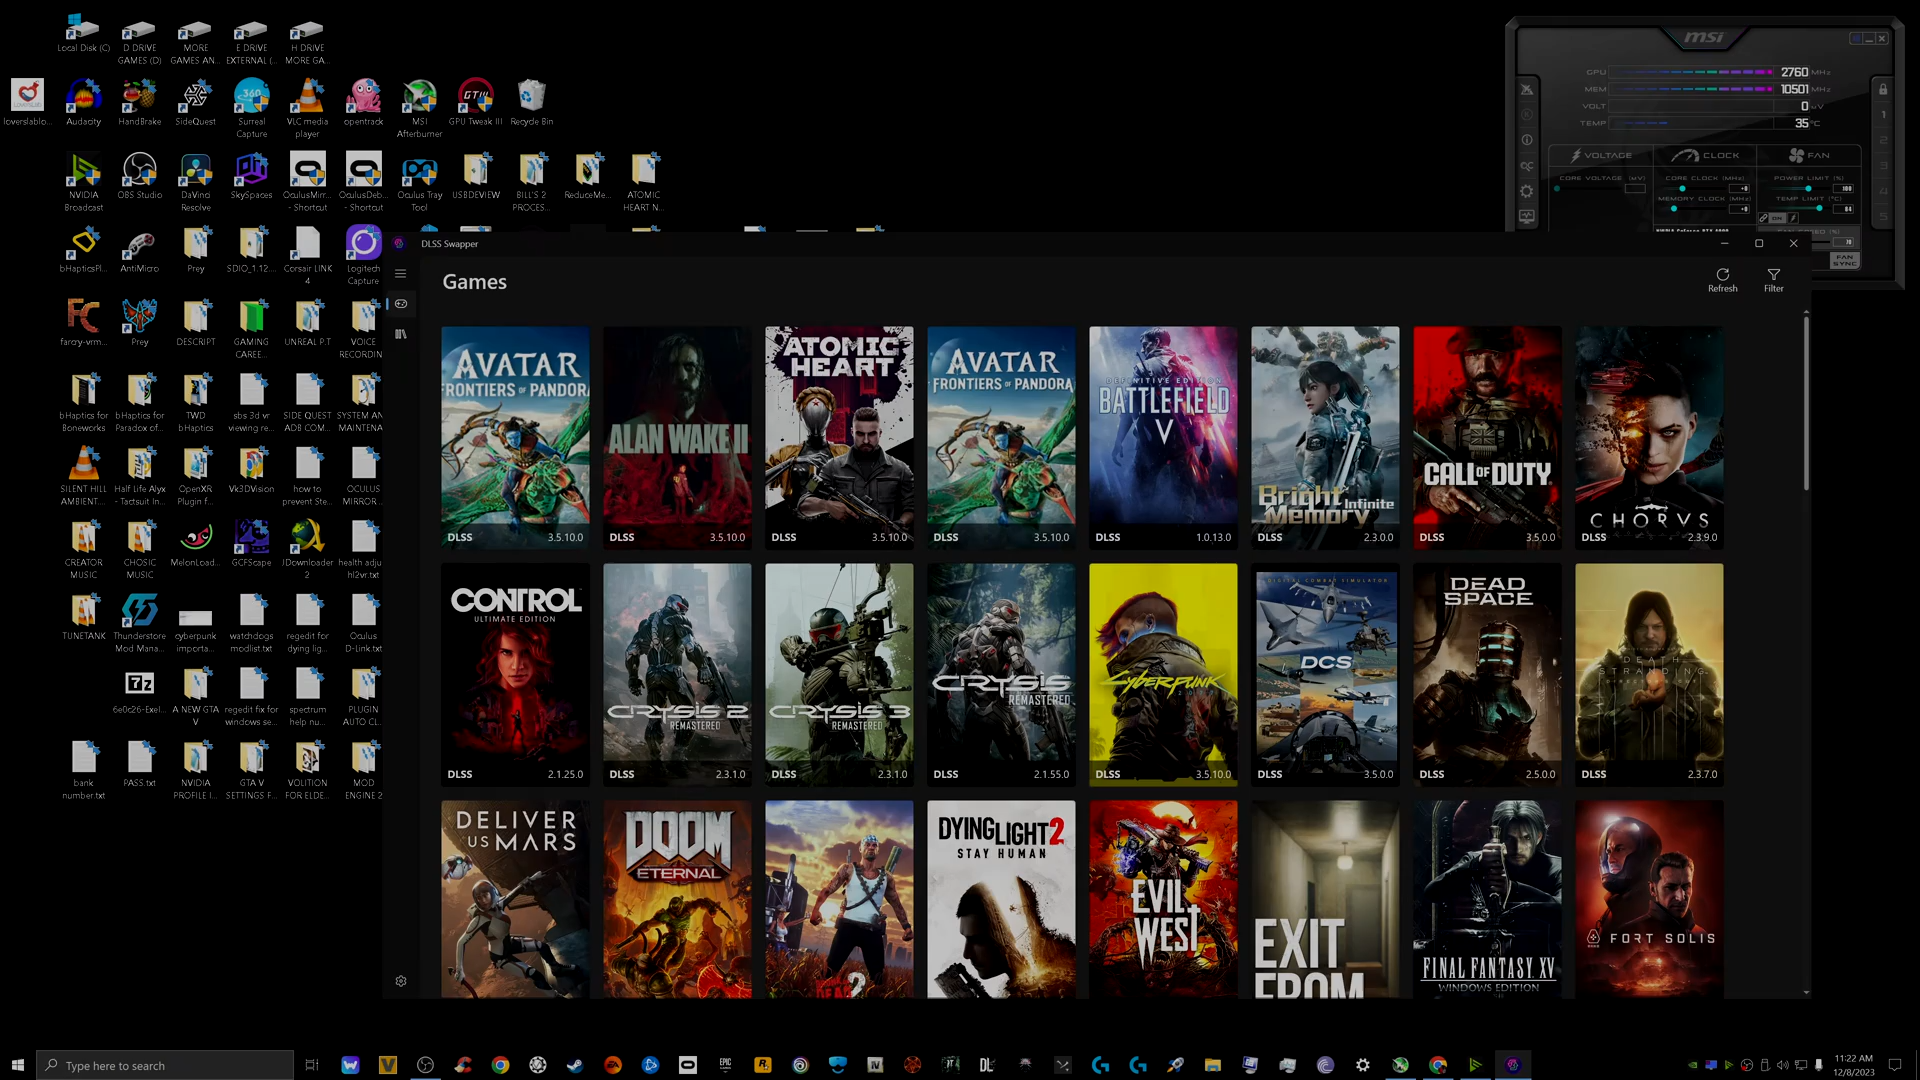 Local Disk (C)
D DRIVE GAMES (D)
MORE GAMES AN...
E DRIVE EXTERNAL (...
H DRIVE MORE GA...
loverslablo...
Audacity
HandBrake
SideQuest
Surreal Capture
VLC media player
opentrack
MSI Afterburner
GPU Tweak III
Recycle Bin
NVIDIA Broadcast
OBS Studio
DaVinci Resolve
SkySpaces
OculusMirr... - Shortcut
OculusDeb... - Shortcut
Oculus Tray Tool
USBDEVIEW
BILL'S 2 PROCES...
ReduceMe...
ATOMIC HEART N...
bHapticsPl...
AntiMicro
Prey
SDIO_1.12....
Corsair LINK 4
Logitech Capture
farcry-vrm...
Prey
DESCRIPT
GAMING CAREE...
UNREAL P.T
VOICE RECORDIN
bHaptics for Boneworks
bHaptics for Paradox of...
TWD bHaptics
sbs 3d vr viewing re...
SIDE QUEST ADB COM...
SYSTEM AN MAINTENA
SILENT HILL AMBIENT...
Half Life Alyx - Tactsuit In...
OpenXR Plugin f...
Vk3DVision
how to prevent Ste...
OCULUS MIRROR
CREATOR MUSIC
CHOSIC MUSIC
MelonLoad...
GCFScape
JDownloader 2
health adju hl2vr.txt
TUNETANK
Thunderstore Mod Mana...
cyberpunk importa...
watchdogs modlist.txt
regedit for dying lig...
Oculus D-Link.txt
6e0c26-Exel...
A NEW GTA V
regedit fix for windows se...
spectrum help nu...
PLUGIN AUTO CL...
bank number.txt
PASS.txt
NVIDIA PROFILE I...
GTA V SETTINGS F...
VOLITION FOR ELDE...
MOD ENGINE 2
msi
GPU 2760 MHz
MEM 10501 MHz
VOLT 0 mV
TEMP 35 °C
VOLTAGE
CLOCK
FAN
CORE VOLTAGE (MV)
CORE CLOCK (MHz) +0
POWER LIMIT (%) 100
MEMORY CLOCK (MHz) +0
TEMP LIMIT (°C)
FAN SYNC
DLSS Swapper
Games
Refresh
Filter
AVATAR
FRONTIERS OF PANDORA
DLSS 3.5.10.0
ALAN WAKE II
DLSS 3.5.10.0
ATOMIC HEART
DLSS 3.5.10.0
AVATAR
FRONTIERS OF PANDORA
DLSS 3.5.10.0
DEFINITIVE EDITION
BATTLEFIELD V
DLSS 1.0.13.0
Bright Memory Infinite
DLSS 2.3.0.0
CALL OF DUTY
DLSS 3.5.0.0
CHORVS
DLSS 2.3.9.0
CONTROL
ULTIMATE EDITION
DLSS 2.1.25.0
CRYSIS 2
REMASTERED
DLSS 2.3.1.0
CRYSIS 3
REMASTERED
DLSS 2.3.1.0
CRYSIS
REMASTERED
DLSS 2.1.55.0
Cyberpunk
DLSS 3.5.10.0
DIGITAL COMBAT SIMULATOR
DCS
DLSS 3.5.0.0
DEAD SPACE
DLSS 2.5.0.0
DEATH STRANDING
DLSS 2.3.7.0
DELIVER US MARS
DOOM
ETERNAL
DYING LIGHT 2
STAY HUMAN
EVIL WEST
EXIT FROM
FINAL FANTASY XV
WINDOWS EDITION
FORT SOLIS
Type here to search
11:22 AM
12/8/2023